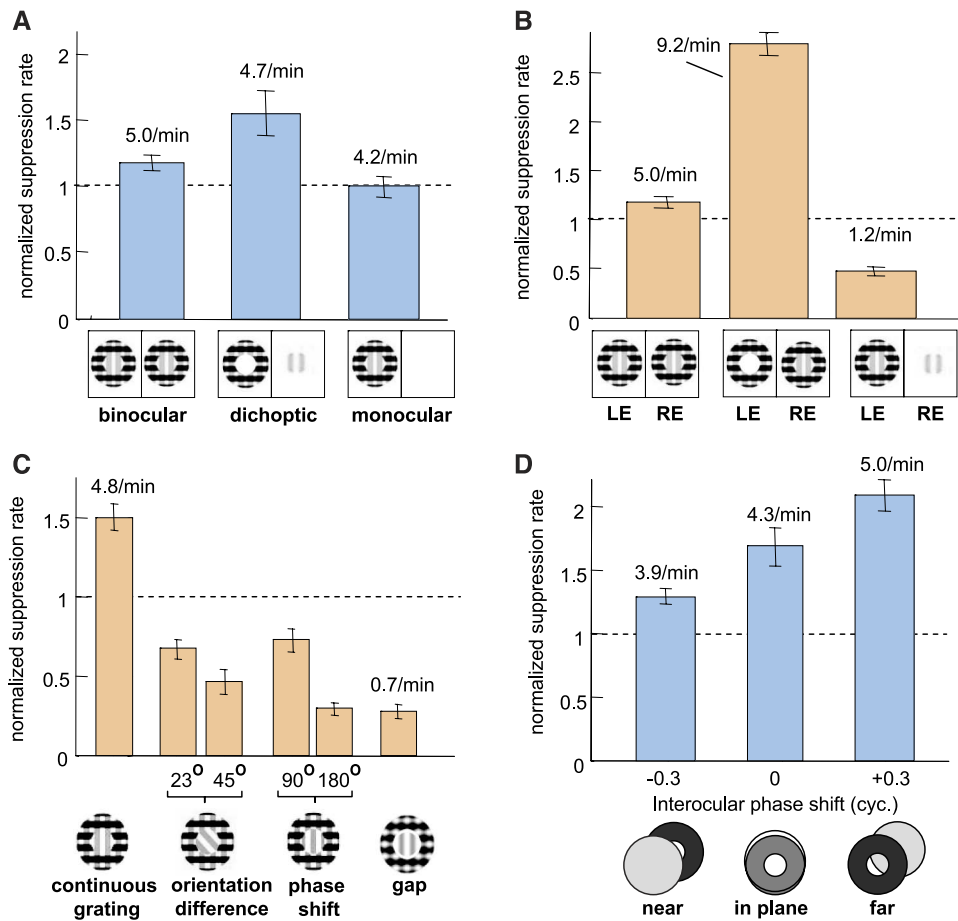 A
normalized suppression rate
2
1.5
1
0.5
0
5.0/min
4.7/min
4.2/min
binocular
dichoptic
monocular
B
normalized suppression rate
2.5
2
1.5
1
0.5
0
5.0/min
9.2/min
1.2/min
LE RE
LE RE
LE RE
C
normalized suppression rate
1.5
1
0.5
0
4.8/min
0.7/min
23° 45°
90° 180°
continuous
grating
orientation
difference
phase
shift
gap
D
normalized suppression rate
2
1.5
1
0.5
0
3.9/min
4.3/min
5.0/min
-0.3
0
+0.3
Interocular phase shift (cyc.)
near
in plane
far